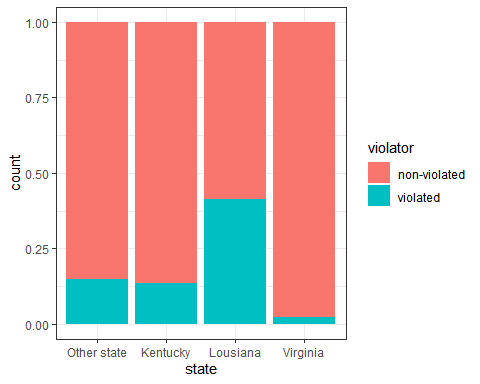 1.00
0.75
0.50
0.25
0.00
count
Other state Kentucky Lousiana Virginia
state
violator
non-violated
violated